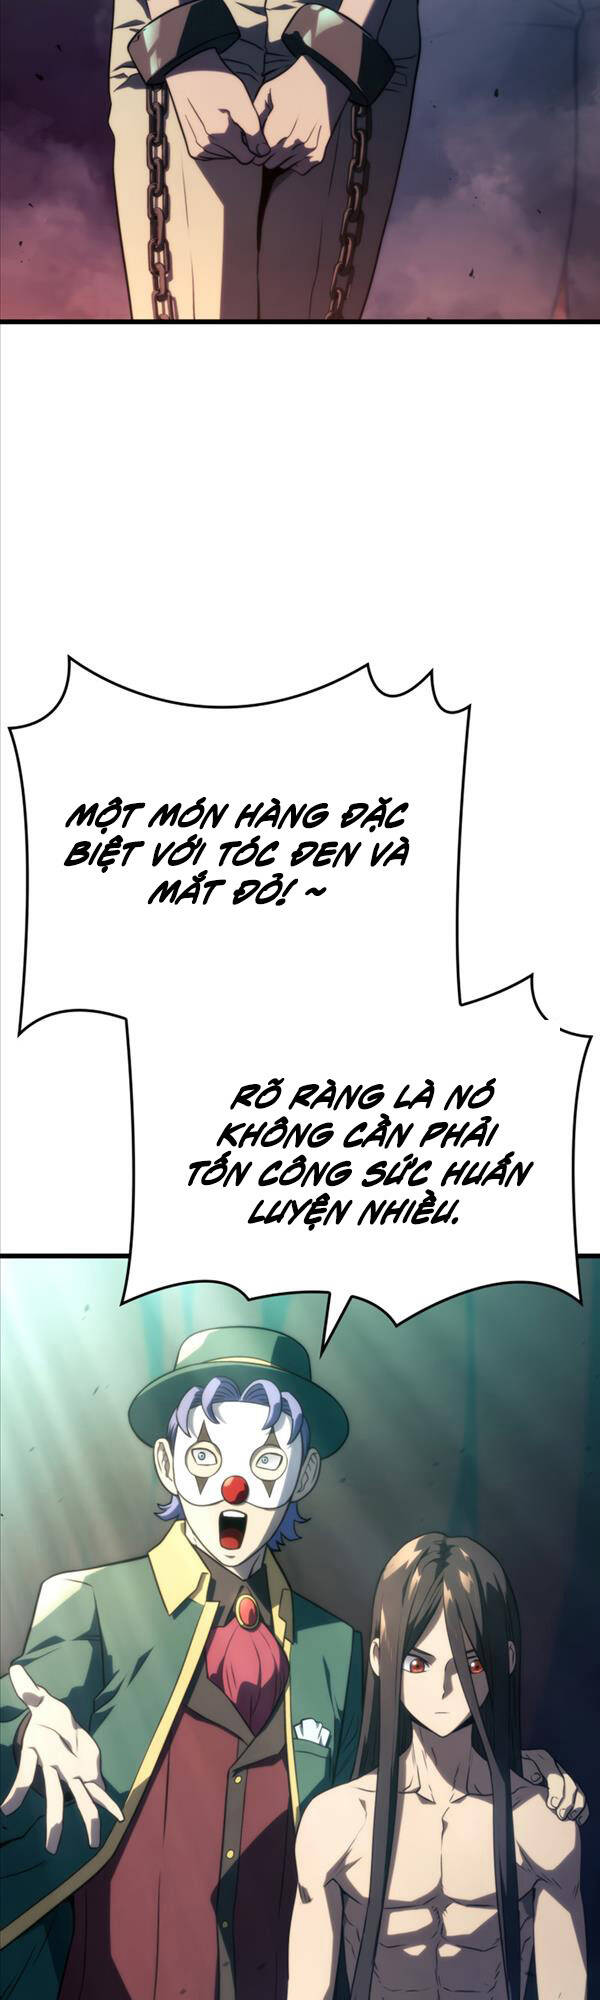 MỘT MÓN HÀNG ĐẶC
BIỆT VỚI TÓC ĐEN VÀ
MẮT ĐỎ! ~
RÕ RÀNG LÀ NÓ
KHÔNG CẦN PHẢI
TỐN CÔNG SỨC HUẤN
LUYỆN NHIỀU.